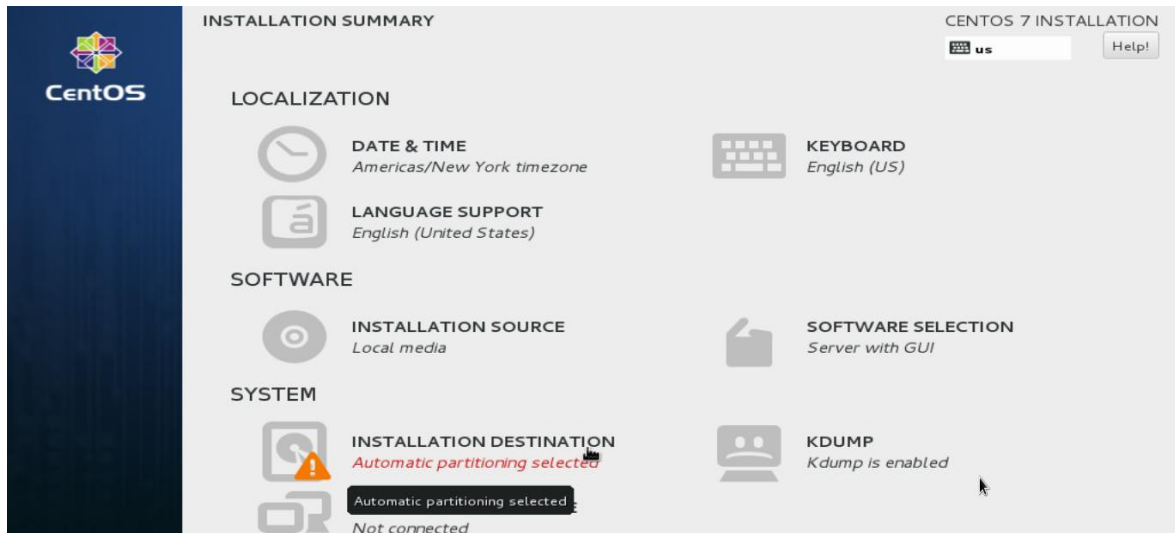 INSTALLATION SUMMARY
CENTOS 7 INSTALLATION
us
Help!
CentOS
LOCALIZATION
DATE & TIME
Americas/New York timezone
KEYBOARD
English (US)
LANGUAGE SUPPORT
English (United States)
á
SOFTWARE
INSTALLATION SOURCE
Local media
SOFTWARE SELECTION
Server with GUI
SYSTEM
INSTALLATION DESTINATION
Automatic partitioning selected
KDUMP
Kdump is enabled
Automatic partitioning selected
Not connected